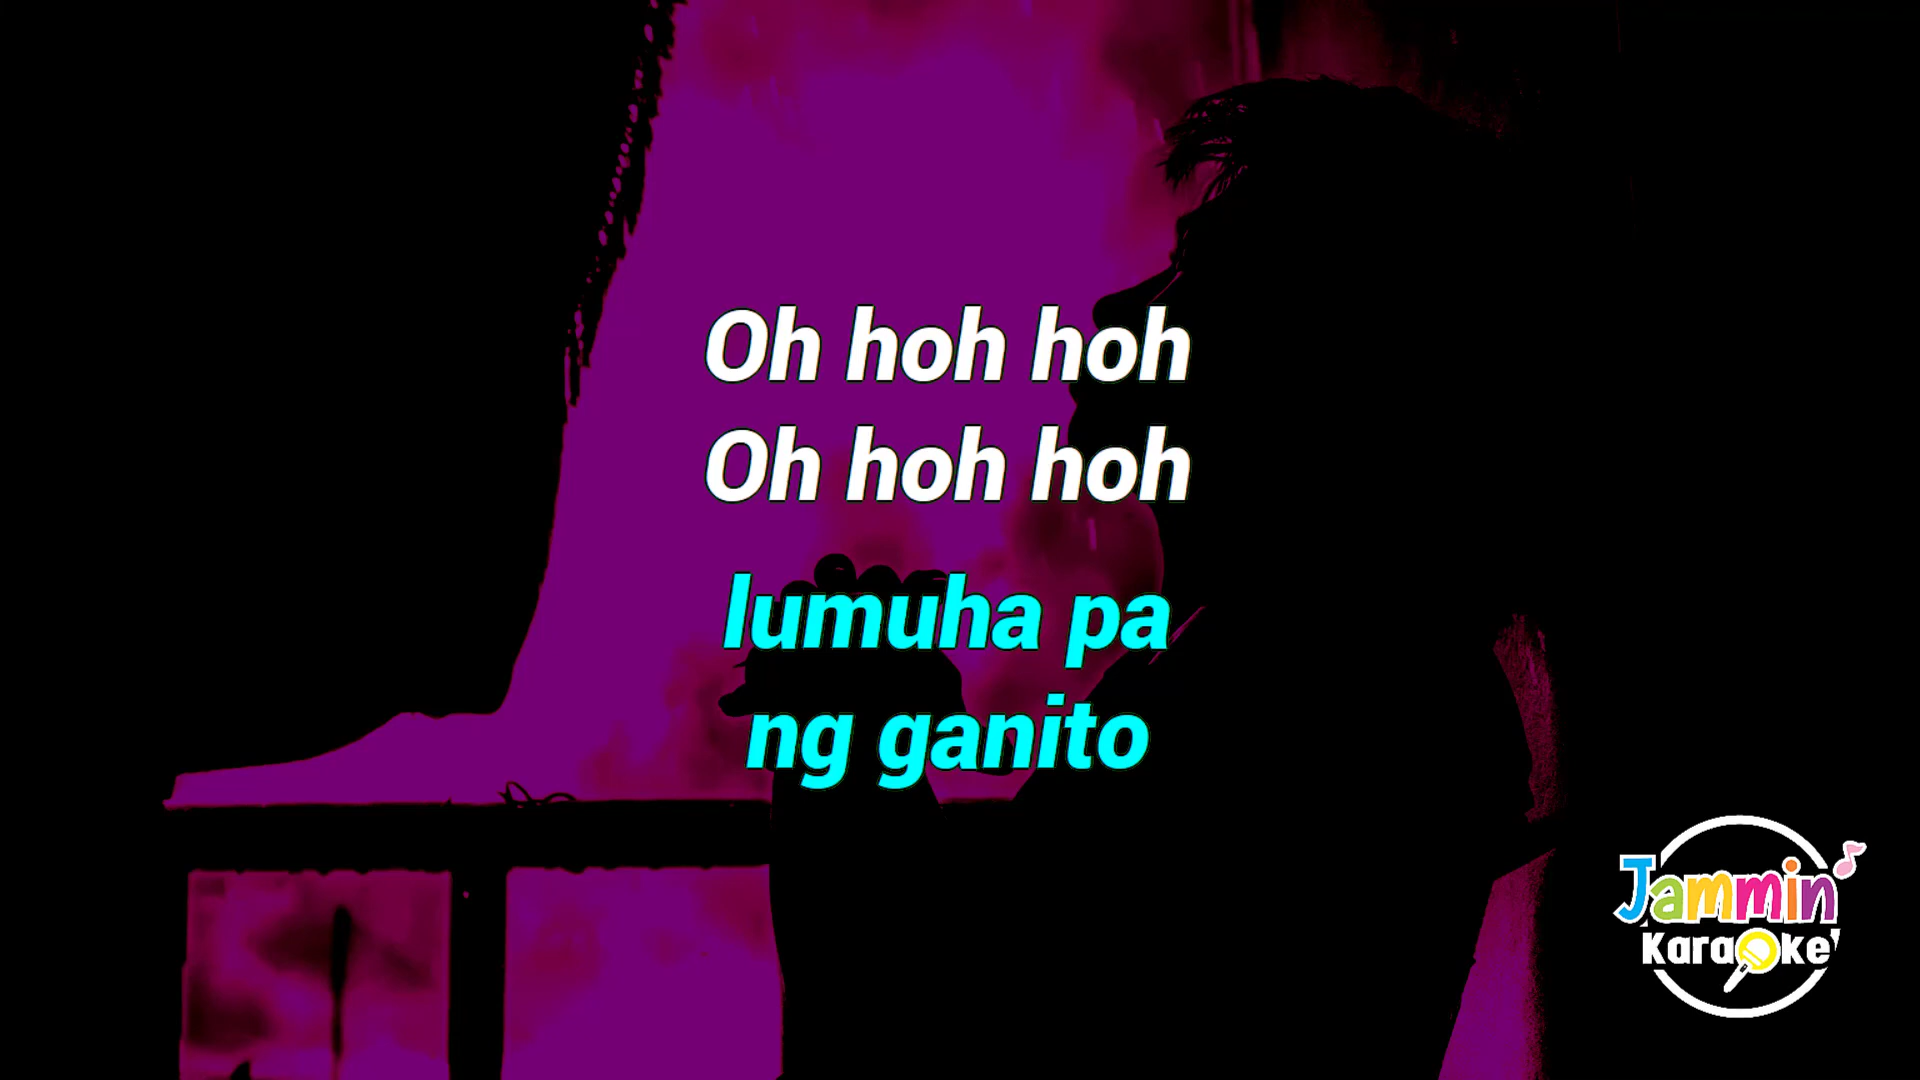 Oh hoh hoh
Oh hoh hoh
lumuha pa
ng ganito
Jammin'
Karaoke